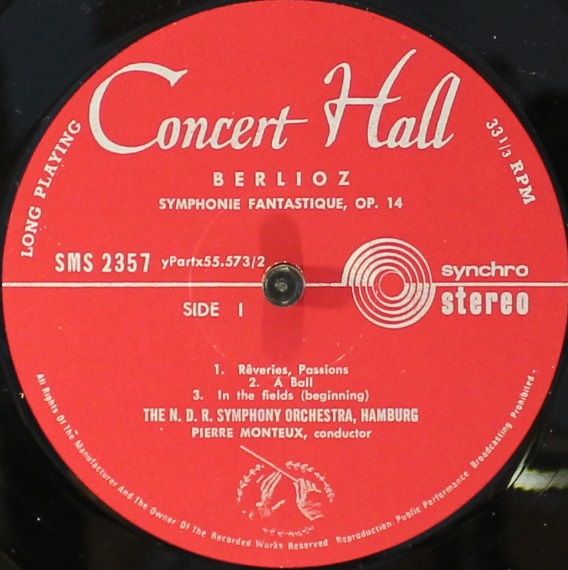 Concert Hall
LONG PLAYING
33 1/3 RPM
BERLIOZ
SYMPHONIE FANTASTIQUE, OP. 14
SMS 2357 yPartx55.573/2
synchro
stereo
SIDE I
1. Rêveries, Passions
2. A Ball
3. In the fields (beginning)
THE N. D. R. SYMPHONY ORCHESTRA, HAMBURG
PIERRE MONTEUX, conductor
All Rights Of The Manufacturer And The Owner Of The Recorded Works Reserved Reproduction Public Performance Broadcasting Prohibited